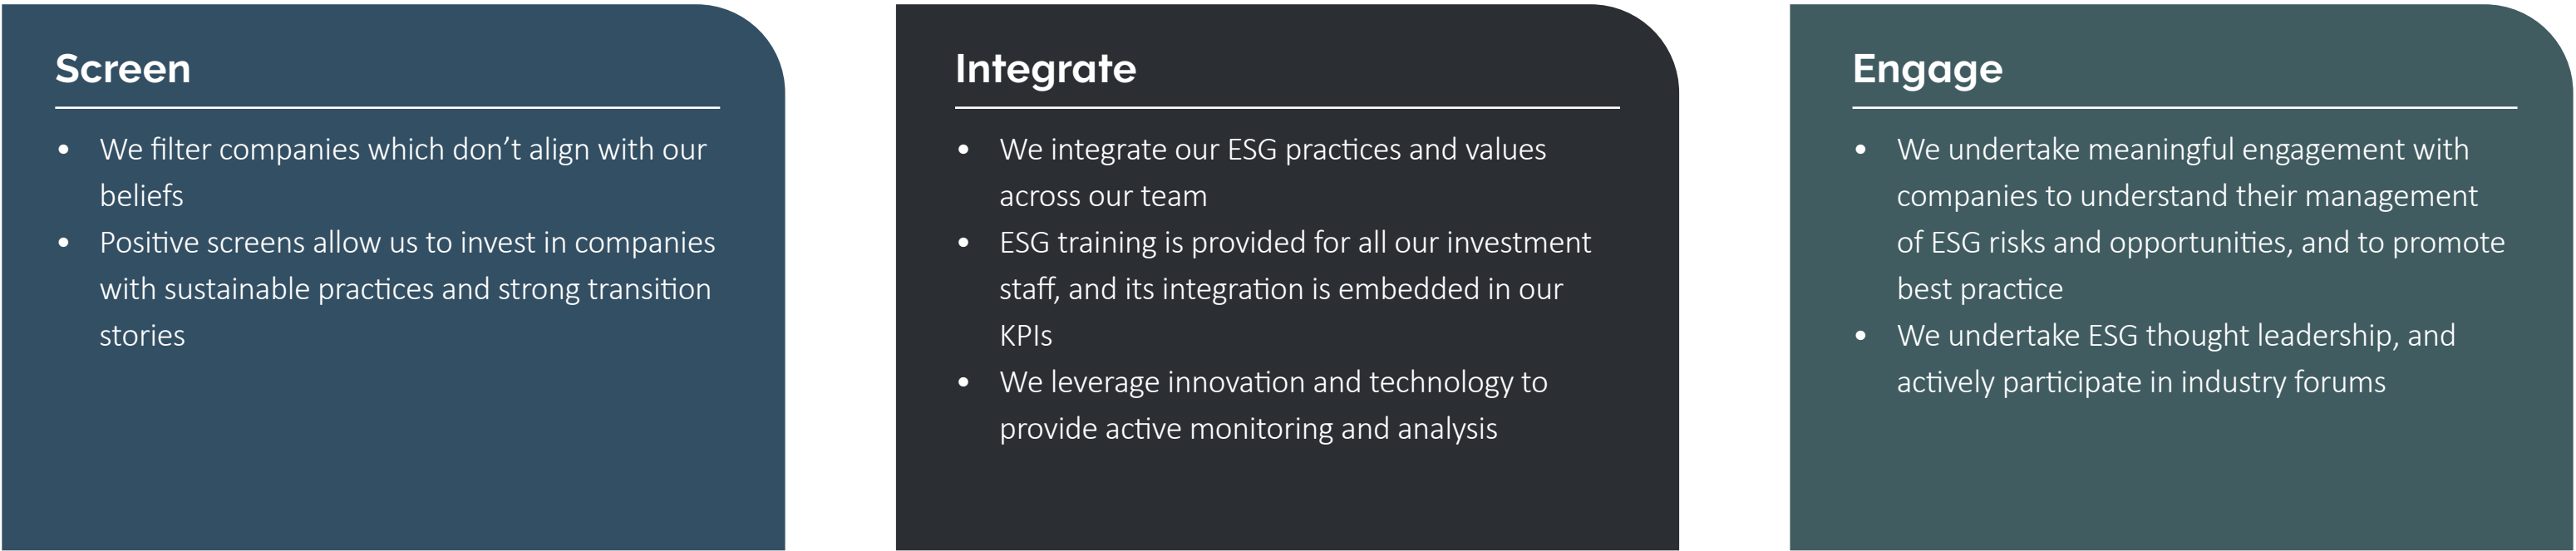 Screen
• We filter companies which don’t align with our
beliefs
• Positive screens allow us to invest in companies
with sustainable practices and strong transition
stories
Integrate
• We integrate our ESG practices and values
across our team
• ESG training is provided for all our investment
staff, and its integration is embedded in our
KPIs
• We leverage innovation and technology to
provide active monitoring and analysis
Engage
• We undertake meaningful engagement with
companies to understand their management
of ESG risks and opportunities, and to promote
best practice
• We undertake ESG thought leadership, and
actively participate in industry forums